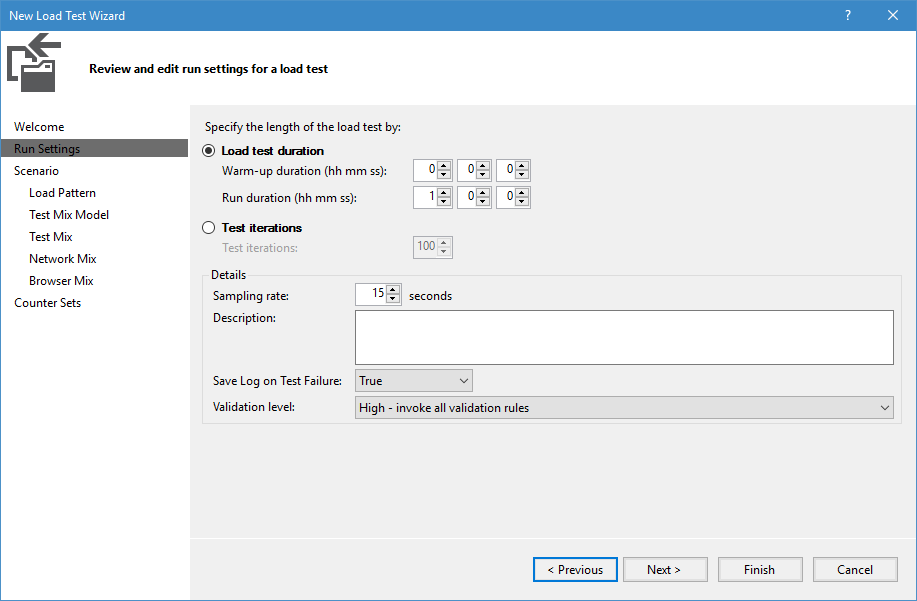 New Load Test Wizard ?
Review and edit run settings for a load test
Welcome
Run Settings
Scenario
Load Pattern
Test Mix Model
Test Mix
Network Mix
Browser Mix
Counter Sets
Specify the length of the load test by:
Load test duration
Warm-up duration (hh mm ss): 0 0 0
Run duration (hh mm ss): 1 0 0
Test iterations
Test iterations: 100
Details
Sampling rate: 15 seconds
Description:
Save Log on Test Failure: True
Validation level: High - invoke all validation rules
< Previous Next > Finish Cancel